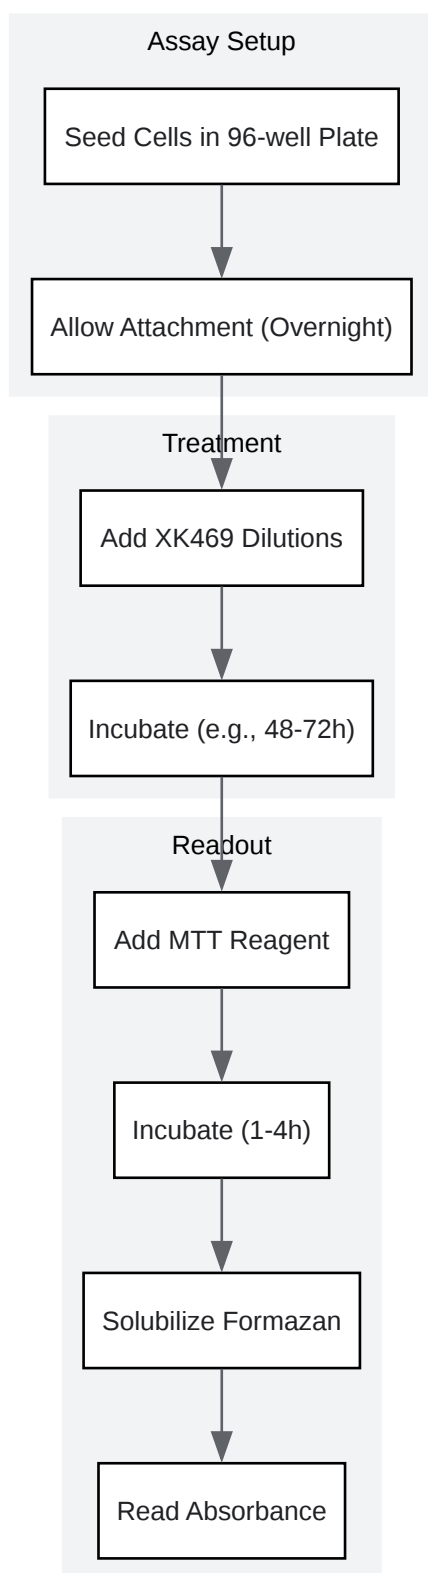 Assay Setup
Seed Cells in 96-well Plate
Allow Attachment (Overnight)
Treatment
Add XK469 Dilutions
Incubate (e.g., 48-72h)
Readout
Add MTT Reagent
Incubate (1-4h)
Solubilize Formazan
Read Absorbance